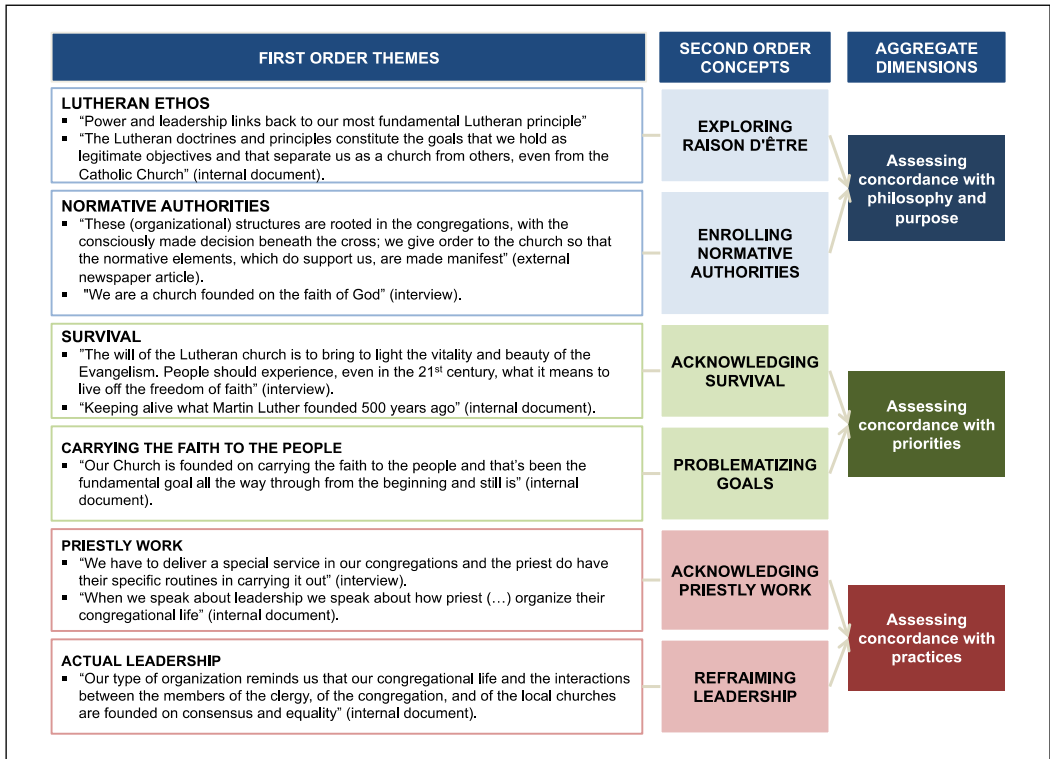 FIRST ORDER THEMES
SECOND ORDER
CONCEPTS
AGGREGATE
DIMENSIONS
LUTHERAN ETHOS
▪ “Power and leadership links back to our most fundamental Lutheran principle”
▪ “The Lutheran doctrines and principles constitute the goals that we hold as
legitimate objectives and that separate us as a church from others, even from the
Catholic Church” (internal document).
EXPLORING
RAISON D'ÊTRE
NORMATIVE AUTHORITIES
▪ “These (organizational) structures are rooted in the congregations, with the
consciously made decision beneath the cross; we give order to the church so that
the normative elements, which do support us, are made manifest” (external
newspaper article).
▪ "We are a church founded on the faith of God” (interview).
ENROLLING
NORMATIVE
AUTHORITIES
Assessing
concordance with
philosophy and
purpose
SURVIVAL
▪ ”The will of the Lutheran church is to bring to light the vitality and beauty of the
Evangelism. People should experience, even in the 21st century, what it means to
live off the freedom of faith” (interview).
▪ “Keeping alive what Martin Luther founded 500 years ago” (internal document).
ACKNOWLEDGING
SURVIVAL
CARRYING THE FAITH TO THE PEOPLE
▪ “Our Church is founded on carrying the faith to the people and that’s been the
fundamental goal all the way through from the beginning and still is” (internal
document).
PROBLEMATIZING
GOALS
Assessing
concordance with
priorities
PRIESTLY WORK
▪ “We have to deliver a special service in our congregations and the priest do have
their specific routines in carrying it out” (interview).
▪ “When we speak about leadership we speak about how priest (…) organize their
congregational life” (internal document).
ACKNOWLEDGING
PRIESTLY WORK
ACTUAL LEADERSHIP
▪ “Our type of organization reminds us that our congregational life and the interactions
between the members of the clergy, of the congregation, and of the local churches
are founded on consensus and equality” (internal document).
REFRAIMING
LEADERSHIP
Assessing
concordance with
practices